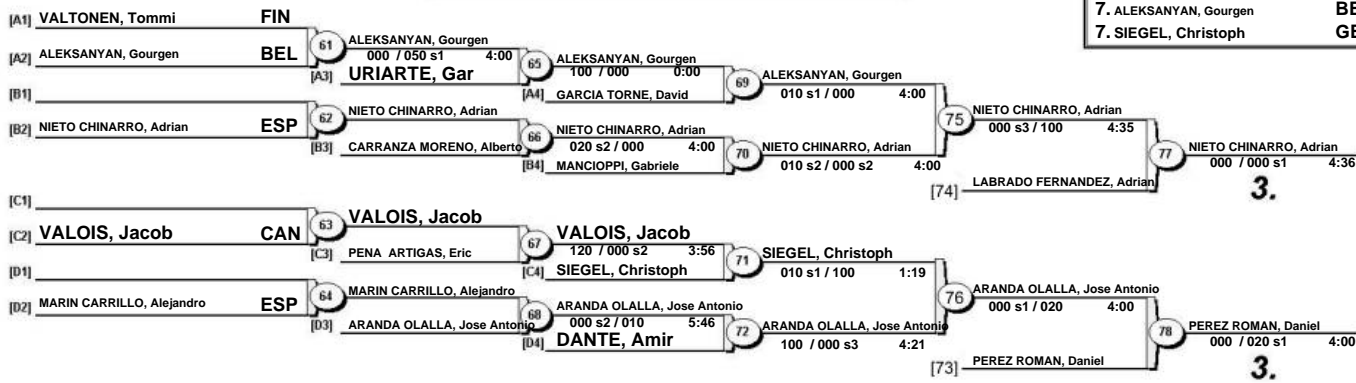 7. ALEKSANYAN, Gourgen BE
7. SIEGEL, Christoph GE
[A1] VALTONEN, Tommi FIN
[A2] ALEKSANYAN, Gourgen BEL
61
ALEKSANYAN, Gourgen
000 / 050 s1 4:00
[A3] URIARTE, Gar
65
ALEKSANYAN, Gourgen
100 / 000 0:00
[A4] GARCIA TORNE, David
69
ALEKSANYAN, Gourgen
010 s1 / 000 4:00
[B1]
[B2] NIETO CHINARRO, Adrian ESP
62
NIETO CHINARRO, Adrian
[B3] CARRANZA MORENO, Alberto
66
NIETO CHINARRO, Adrian
020 s2 / 000 4:00
[B4] MANCIOPPI, Gabriele
70
NIETO CHINARRO, Adrian
010 s2 / 000 s2 4:00
75
NIETO CHINARRO, Adrian
000 s3 / 100 4:35
[74] LABRADO FERNANDEZ, Adrian
77
NIETO CHINARRO, Adrian
000 / 000 s1 4:36
3.
[C1]
[C2] VALOIS, Jacob CAN
63
VALOIS, Jacob
[C3] PENA ARTIGAS, Eric
67
VALOIS, Jacob
120 / 000 s2 3:56
[C4] SIEGEL, Christoph
71
SIEGEL, Christoph
010 s1 / 100 1:19
[D1]
[D2] MARIN CARRILLO, Alejandro ESP
64
MARIN CARRILLO, Alejandro
[D3] ARANDA OLALLA, Jose Antonio
68
ARANDA OLALLA, Jose Antonio
000 s2 / 010 5:46
[D4] DANTE, Amir
72
ARANDA OLALLA, Jose Antonio
100 / 000 s3 4:21
76
ARANDA OLALLA, Jose Antonio
000 s1 / 020 4:00
[73] PEREZ ROMAN, Daniel
78
PEREZ ROMAN, Daniel
000 / 020 s1 4:00
3.